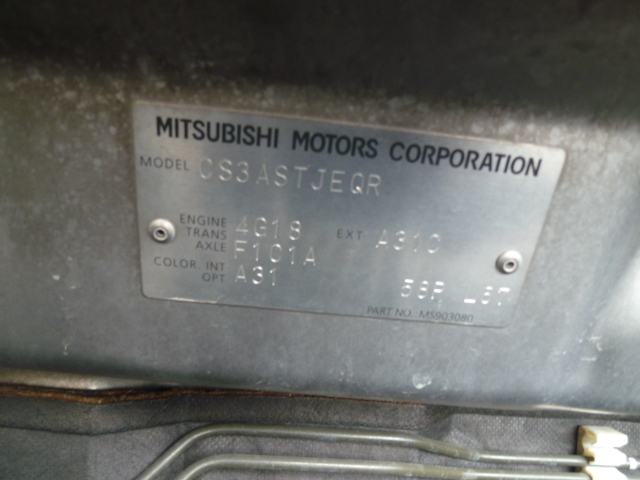 MITSUBISHI MOTORS CORPORATION
MODEL CS3ASTJEQR
ENGINE 4G18 EXT A31C
TRANS AXLE F1C1A
COLOR. INT OPT A31
PART NO. MS903080